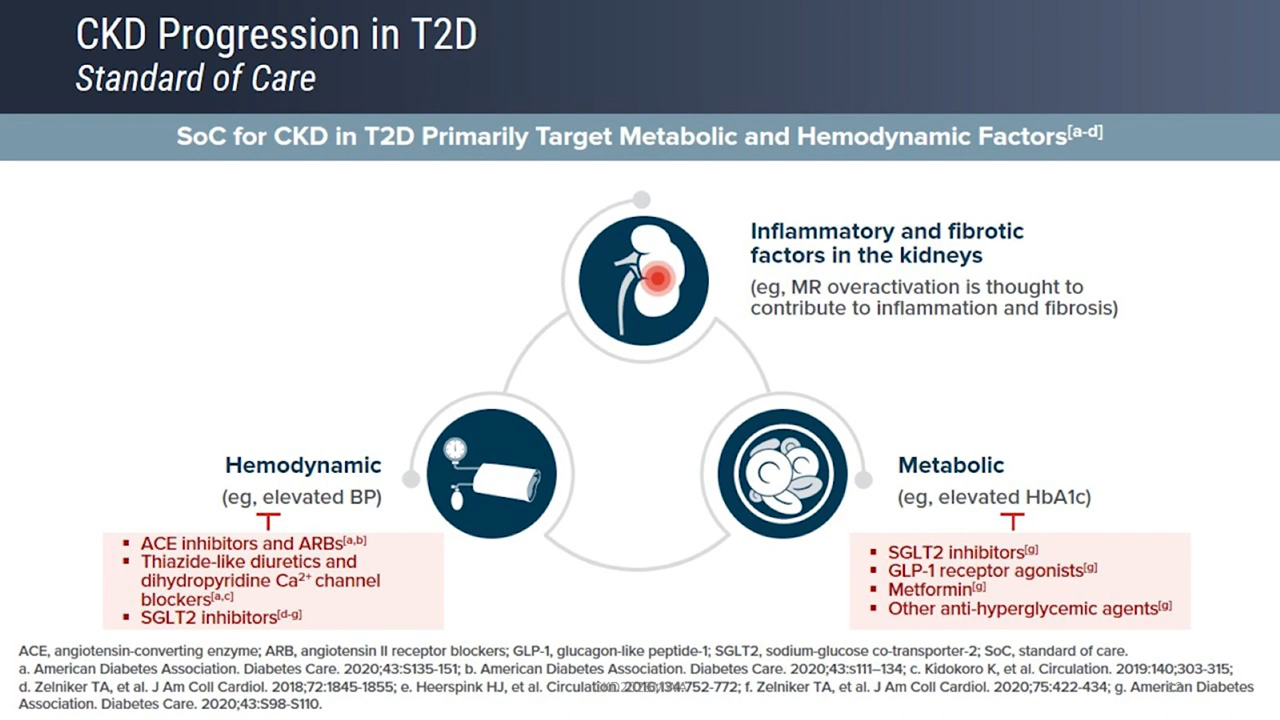 CKD Progression in T2D
Standard of Care
SoC for CKD in T2D Primarily Target Metabolic and Hemodynamic Factors[a-d]
Inflammatory and fibrotic
factors in the kidneys
(eg, MR overactivation is thought to
contribute to inflammation and fibrosis)
Hemodynamic
(eg, elevated BP)
▪ ACE inhibitors and ARBs[a,b]
▪ Thiazide-like diuretics and
dihydropyridine Ca2+ channel
blockers[a,c]
▪ SGLT2 inhibitors[d-g]
Metabolic
(eg, elevated HbA1c)
▪ SGLT2 inhibitors[g]
▪ GLP-1 receptor agonists[g]
▪ Metformin[g]
▪ Other anti-hyperglycemic agents[g]
ACE, angiotensin-converting enzyme; ARB, angiotensin II receptor blockers; GLP-1, glucagon-like peptide-1; SGLT2, sodium-glucose co-transporter-2; SoC, standard of care.
a. American Diabetes Association. Diabetes Care. 2020;43:S135-151; b. American Diabetes Association. Diabetes Care. 2020;43:s111–134; c. Kidokoro K, et al. Circulation. 2019:140;303-315;
d. Zelniker TA, et al. J Am Coll Cardiol. 2018;72:1845-1855; e. Heerspink HJ, et al. Circulation. 2016;134:752-772; f. Zelniker TA, et al. J Am Coll Cardiol. 2020;75:422-434; g. American Diabetes
Association. Diabetes Care. 2020;43:S98-S110.